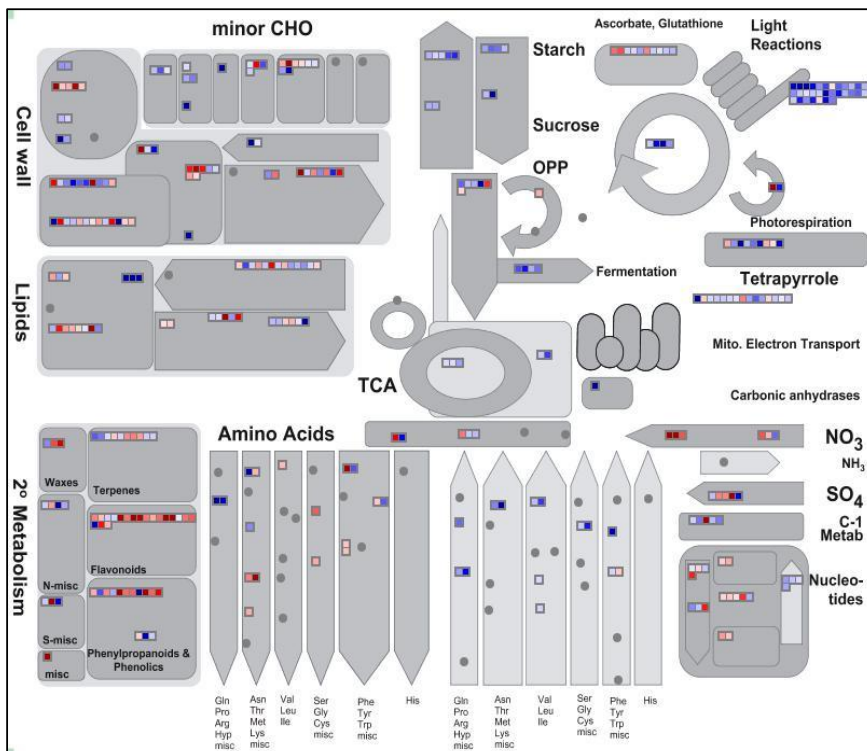 minor CHO
Ascorbate, Glutathione
Light
Reactions
Starch
Cell wall
Sucrose
OPP
Photorespiration
Fermentation
Tetrapyrrole
Lipids
Mito. Electron Transport
TCA
Carbonic anhydrases
Amino Acids
NO3
NH3
Waxes
Terpenes
SO4
C-1
Metab
2º Metabolism
Flavonoids
N-misc
Nucleo-
tides
S-misc
Phenylpropanoids &
Phenolics
misc
Gln
Pro
Arg
Hyp
misc
Asn
Thr
Met
Lys
misc
Val
Leu
Ile
Ser
Gly
Cys
misc
Phe
Tyr
Trp
misc
His
Gln
Pro
Arg
Hyp
misc
Asn
Thr
Met
Lys
misc
Val
Leu
Ile
Ser
Gly
Cys
misc
Phe
Tyr
Trp
misc
His